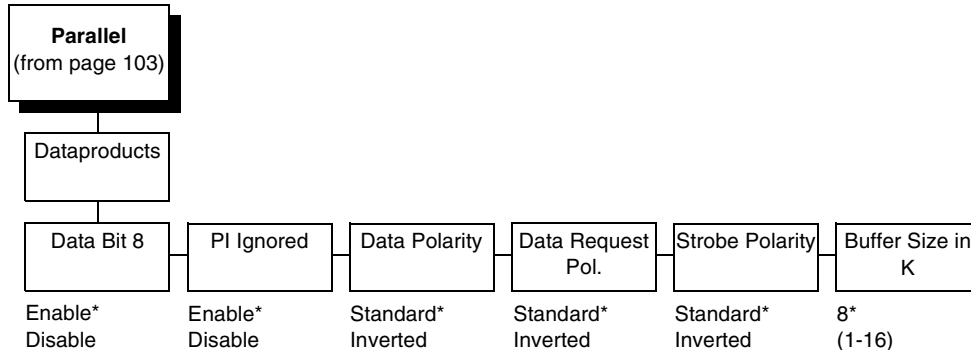 Parallel
(from page 103)
Dataproducts
Data Bit 8
PI Ignored
Data Polarity
Data Request
Pol.
Strobe Polarity
Buffer Size in
K
Enable*
Disable
Enable*
Disable
Standard*
Inverted
Standard*
Inverted
Standard*
Inverted
8*
(1-16)